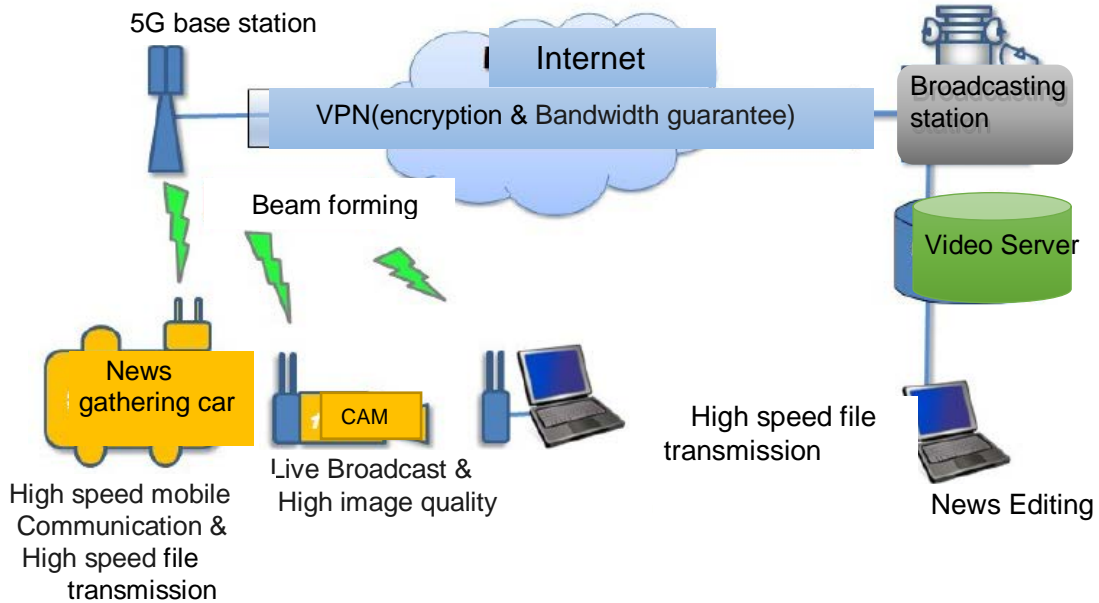 5G base station
Internet
VPN(encryption & Bandwidth guarantee)
Broadcasting
station
Beam forming
Video Server
News
gathering car
CAM
High speed file
transmission
Live Broadcast &
High image quality
High speed mobile
Communication &
High speed file
transmission
News Editing